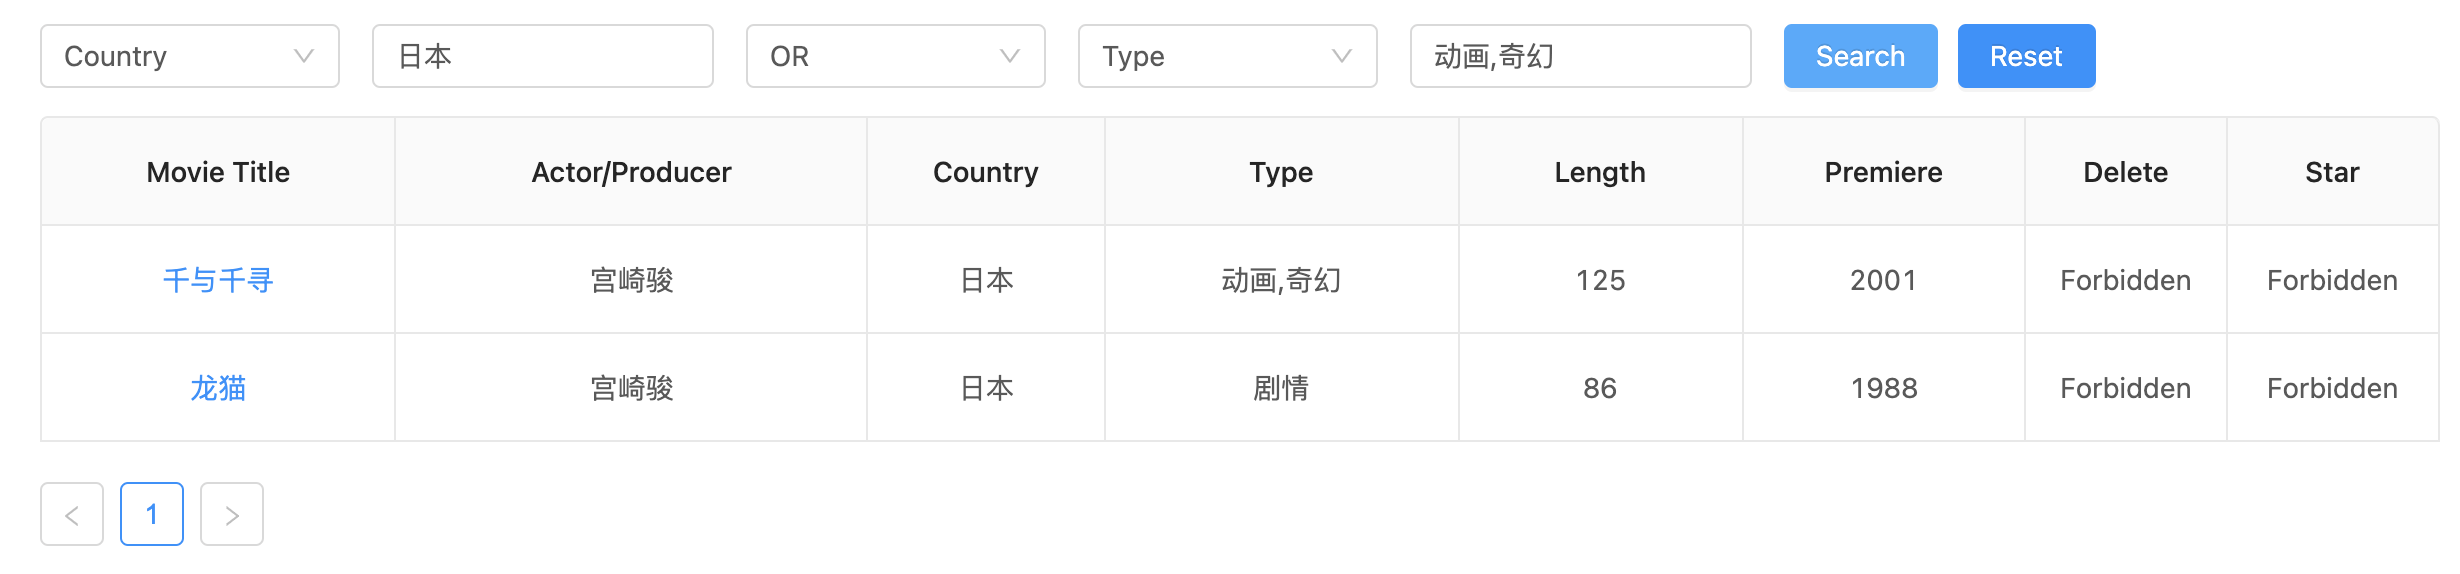 Country 日本 OR Type 动画,奇幻 Search Reset
Movie Title Actor/Producer Country Type Length Premiere Delete Star
千与千寻 宫崎骏 日本 动画,奇幻 125 2001 Forbidden Forbidden
龙猫 宫崎骏 日本 剧情 86 1988 Forbidden Forbidden
< 1 >